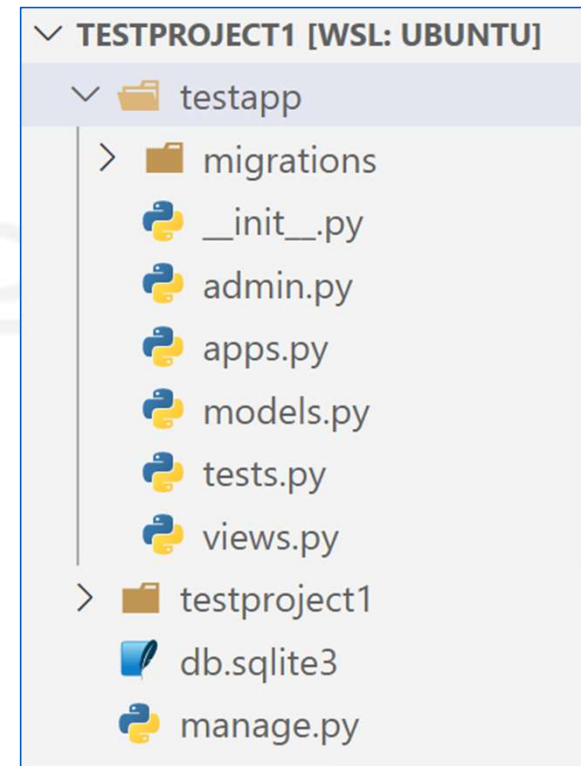 TESTPROJECT1 [WSL: UBUNTU]
testapp
migrations
__init__.py
admin.py
apps.py
models.py
tests.py
views.py
testproject1
db.sqlite3
manage.py